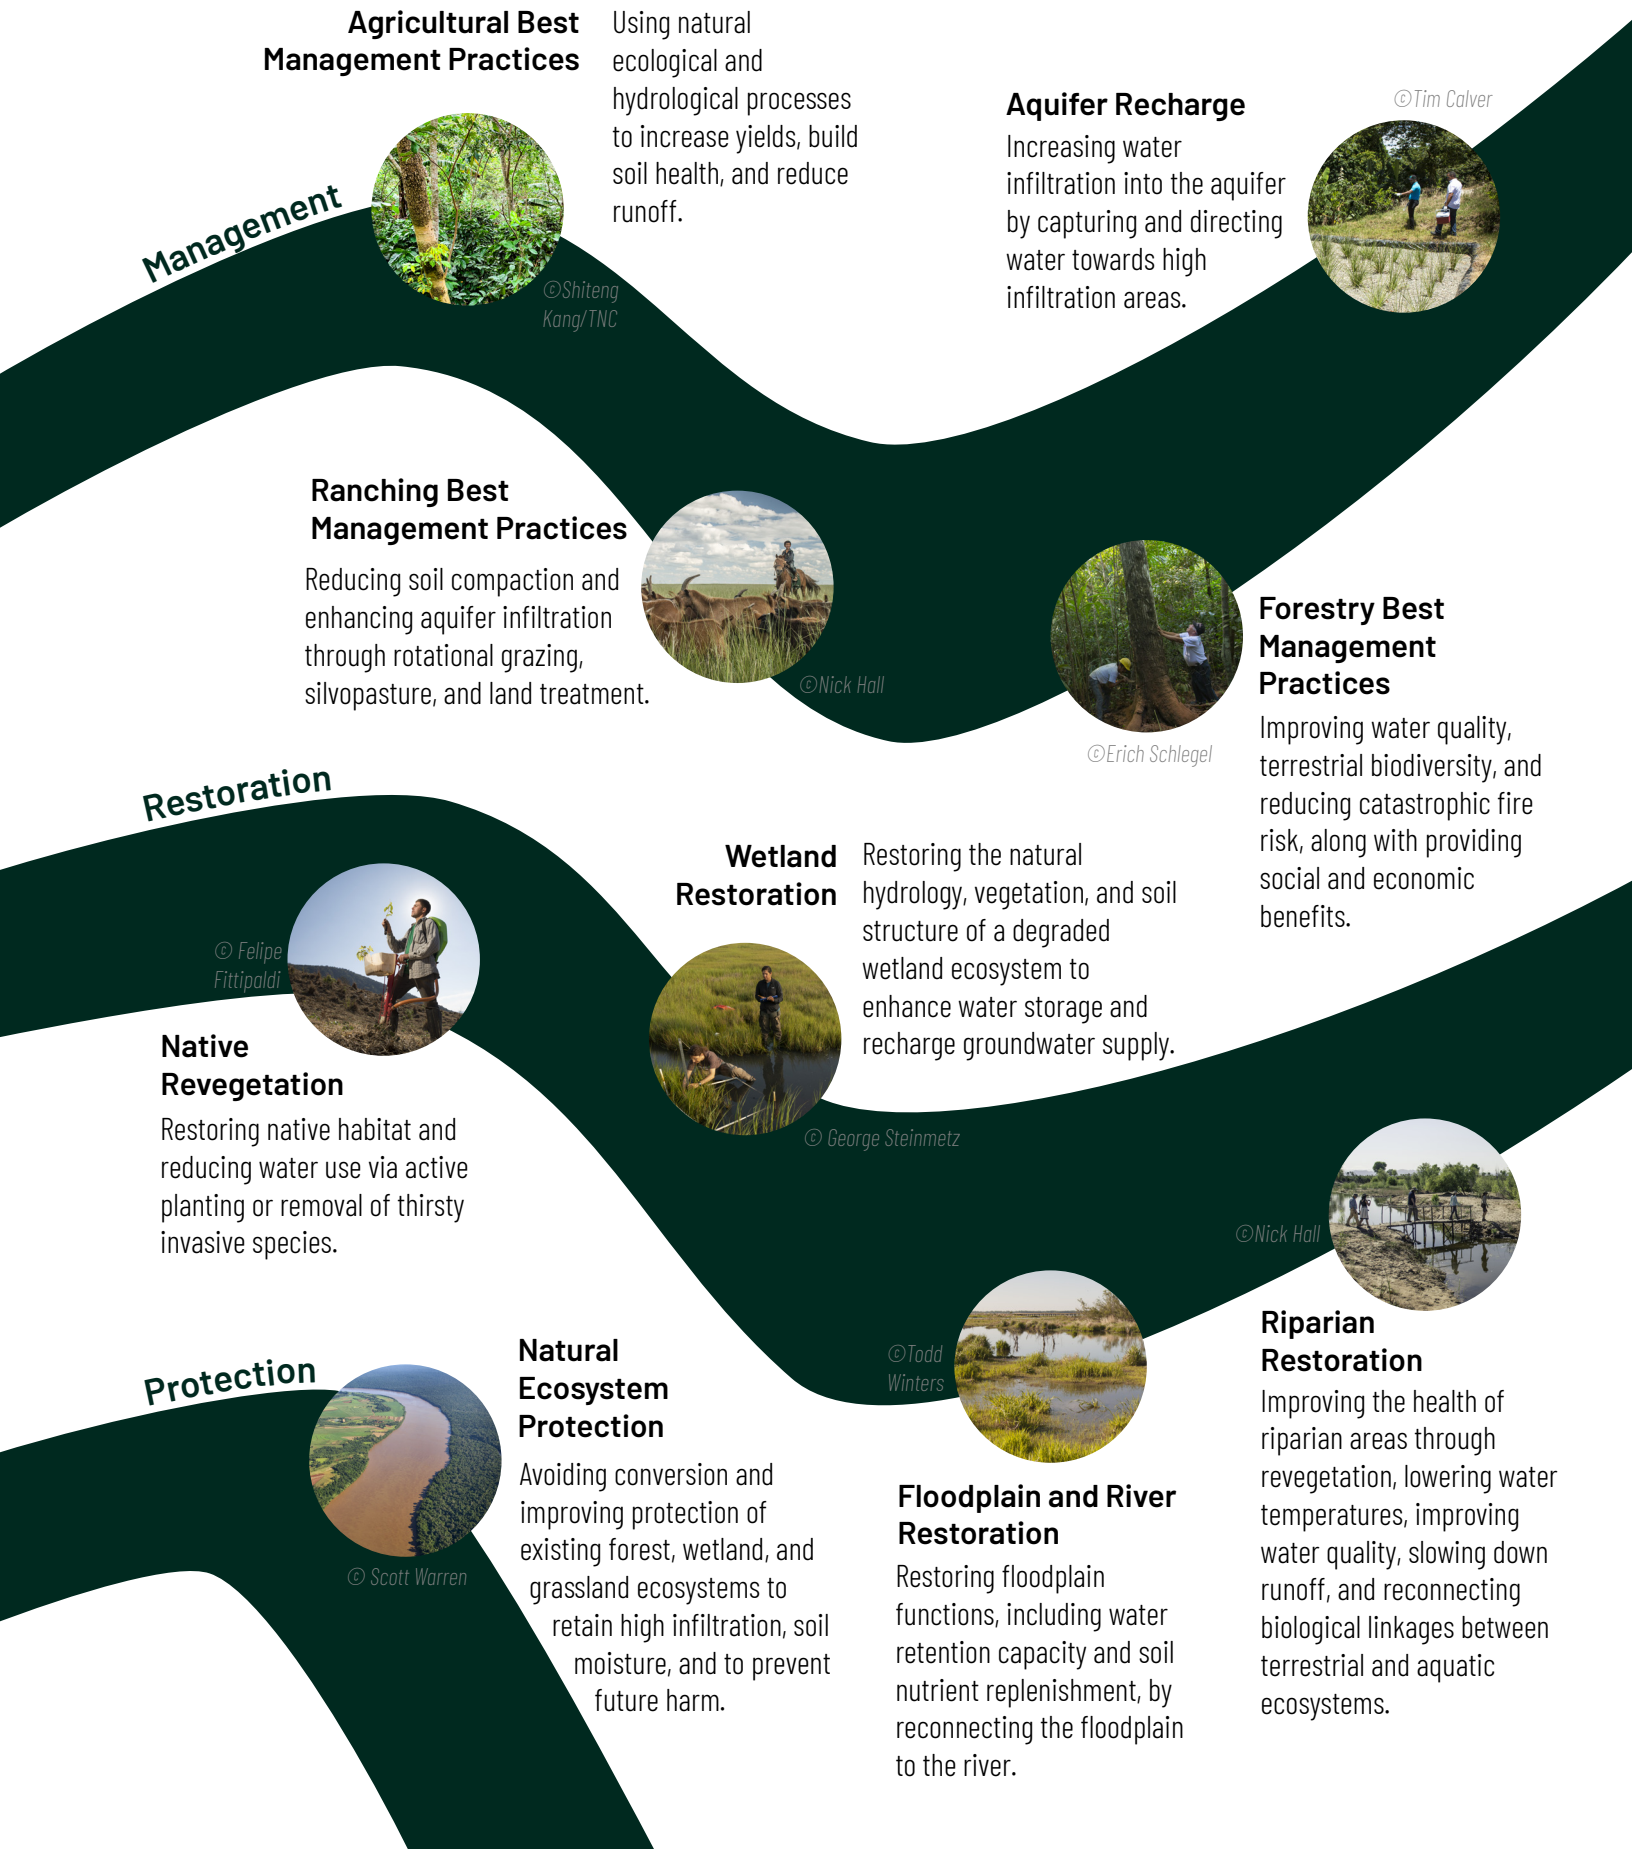 Management
Agricultural Best
Management Practices
Using natural
ecological and
hydrological processes
to increase yields, build
soil health, and reduce
runoff.
©Shiteng
Kang/TNC
Aquifer Recharge
Increasing water
infiltration into the aquifer
by capturing and directing
water towards high
infiltration areas.
©Tim Calver
Ranching Best
Management Practices
Reducing soil compaction and
enhancing aquifer infiltration
through rotational grazing,
silvopasture, and land treatment.
©Nick Hall
Forestry Best
Management
Practices
Improving water quality,
terrestrial biodiversity, and
reducing catastrophic fire
risk, along with providing
social and economic
benefits.
©Erich Schlegel
Restoration
© Felipe
Fittipaldi
Native
Revegetation
Restoring native habitat and
reducing water use via active
planting or removal of thirsty
invasive species.
Wetland
Restoration
Restoring the natural
hydrology, vegetation, and soil
structure of a degraded
wetland ecosystem to
enhance water storage and
recharge groundwater supply.
© George Steinmetz
©Nick Hall
Riparian
Restoration
Improving the health of
riparian areas through
revegetation, lowering water
temperatures, improving
water quality, slowing down
runoff, and reconnecting
biological linkages between
terrestrial and aquatic
ecosystems.
©Todd
Winters
Floodplain and River
Restoration
Restoring floodplain
functions, including water
retention capacity and soil
nutrient replenishment, by
reconnecting the floodplain
to the river.
Protection
Natural
Ecosystem
Protection
Avoiding conversion and
improving protection of
existing forest, wetland, and
grassland ecosystems to
retain high infiltration, soil
moisture, and to prevent
future harm.
© Scott Warren